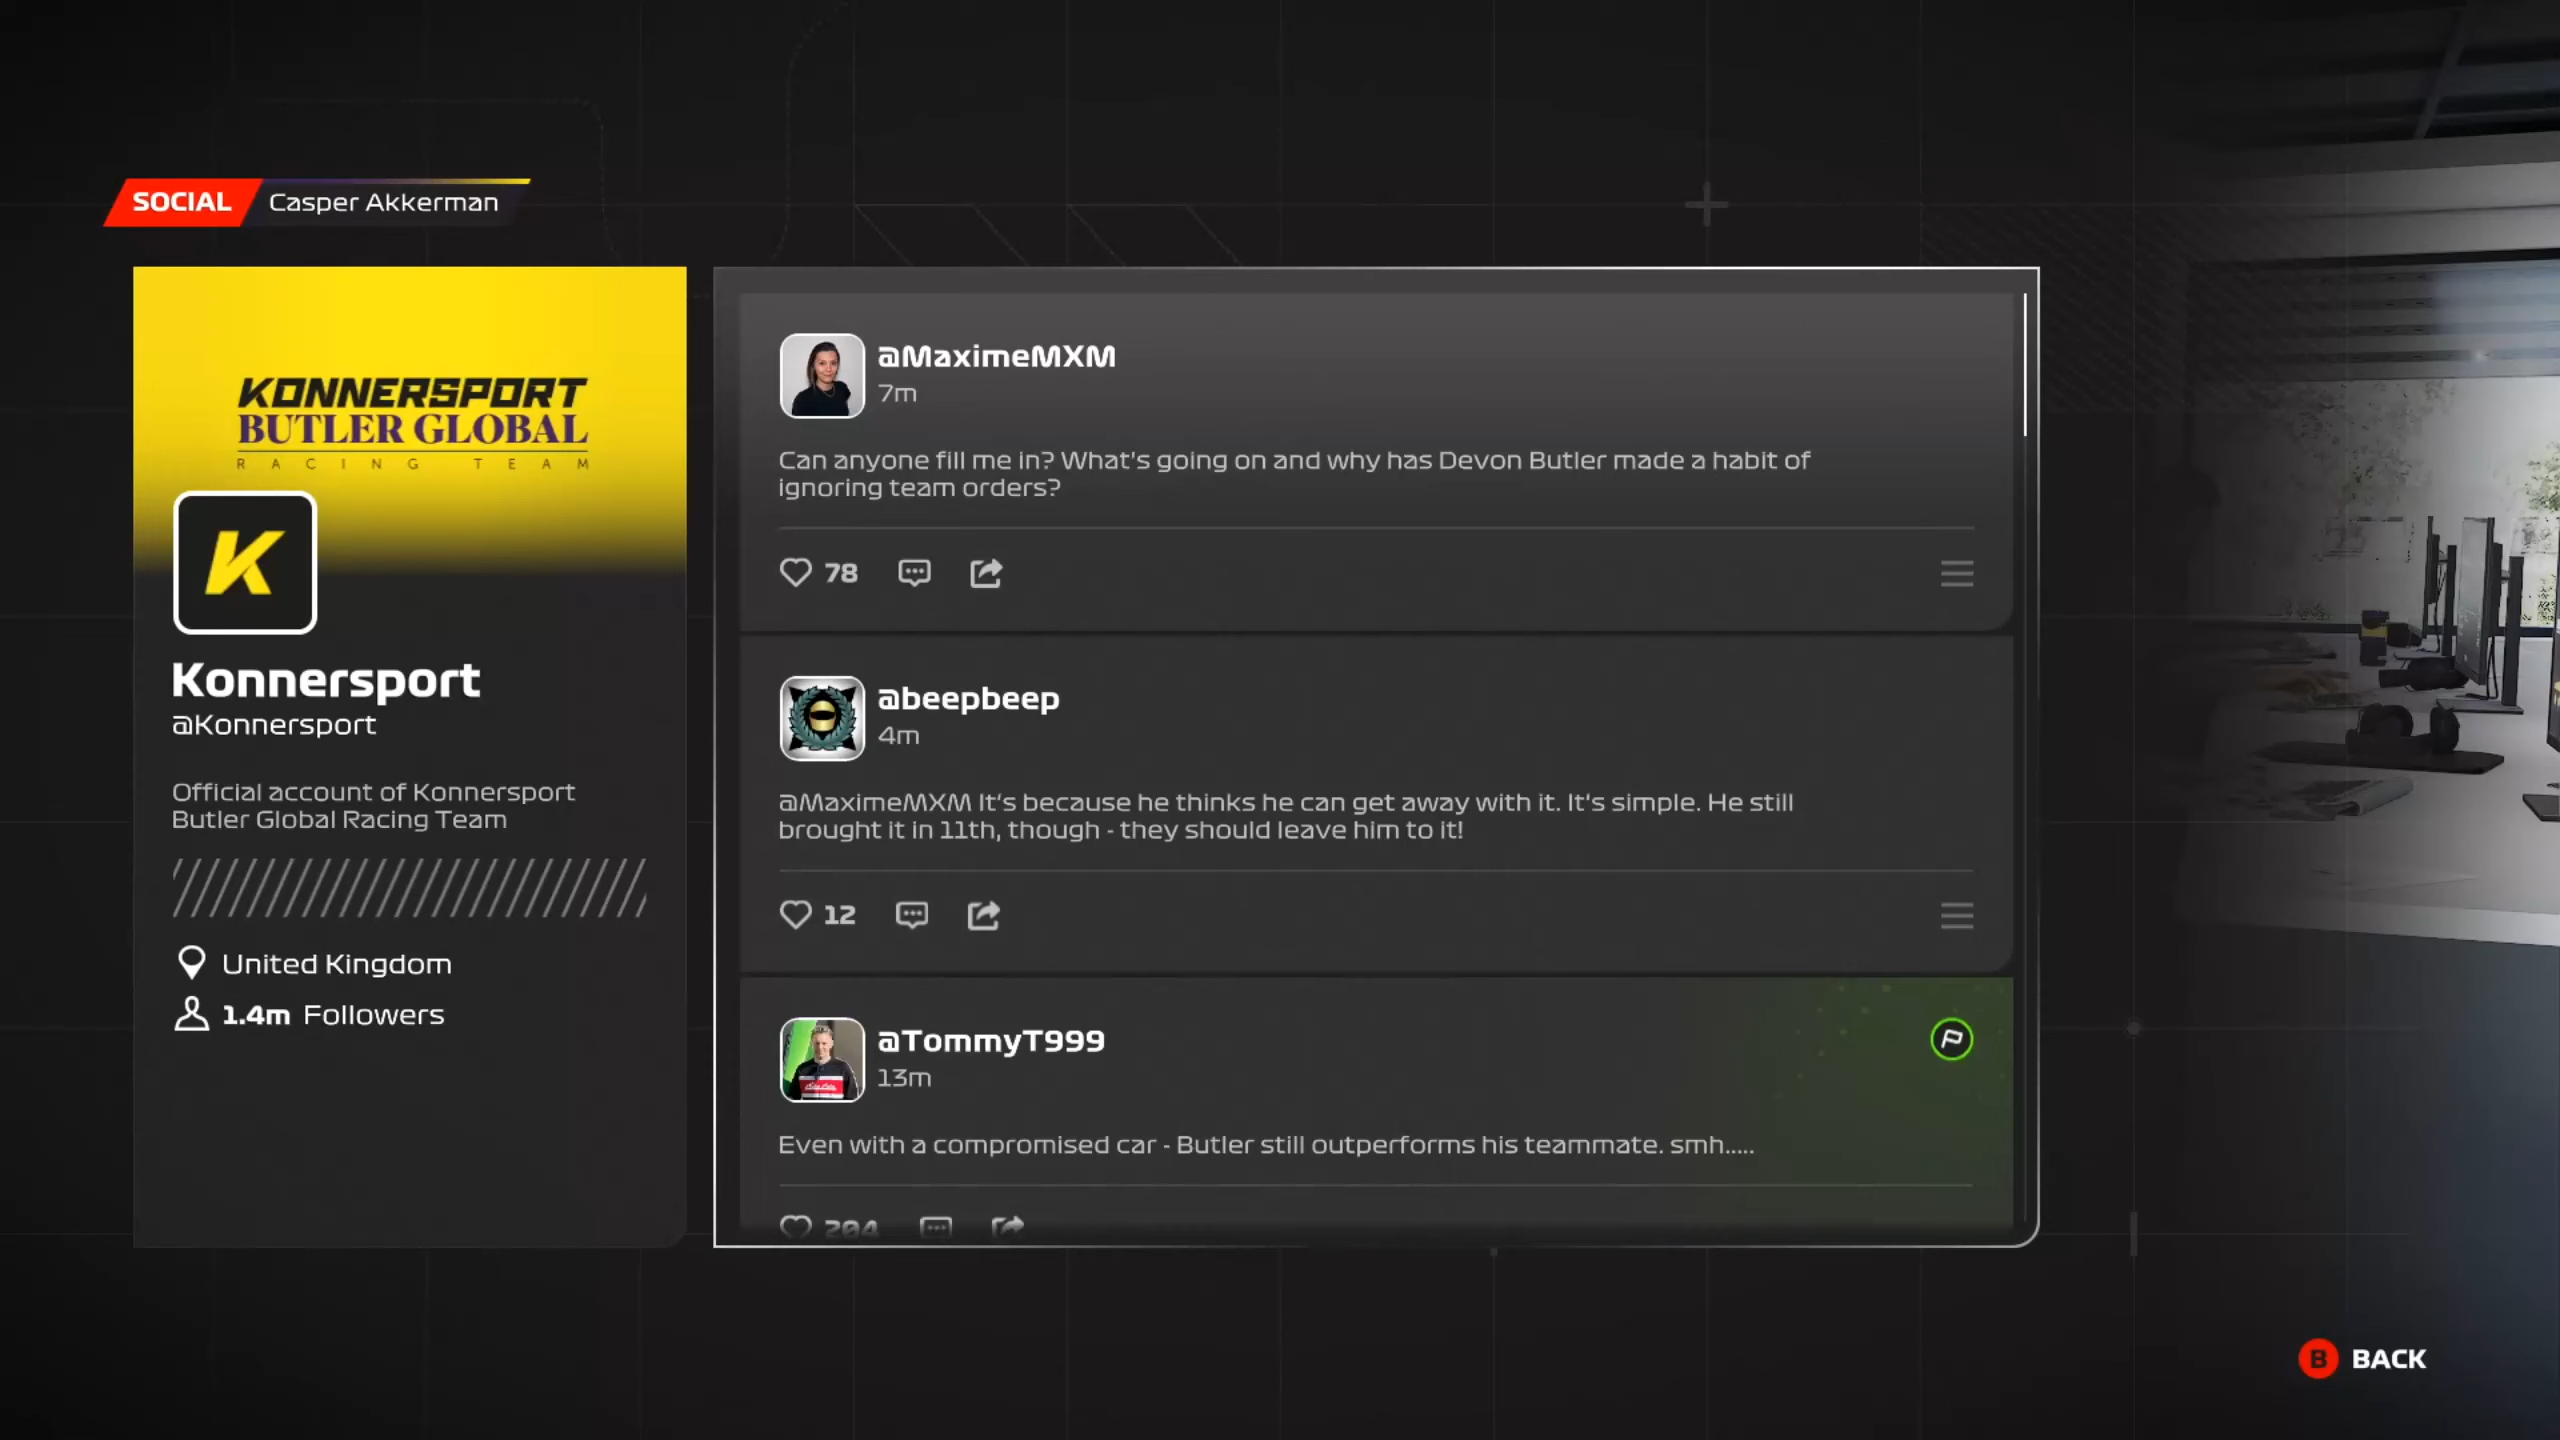 SOCIAL Casper Akkerman
KONNERSPORT
BUTLER GLOBAL
RACING TEAM
K
Konnersport
@Konnersport
Official account of Konnersport
Butler Global Racing Team
United Kingdom
1.4m Followers
@MaximeMXM
7m
Can anyone fill me in? What's going on and why has Devon Butler made a habit of
ignoring team orders?
78
@beepbeep
4m
@MaximeMXM It's because he thinks he can get away with it. It's simple. He still
brought it in 11th, though - they should leave him to it!
12
@TommyT999
13m
P
Even with a compromised car - Butler still outperforms his teammate. smh.....
204
B BACK